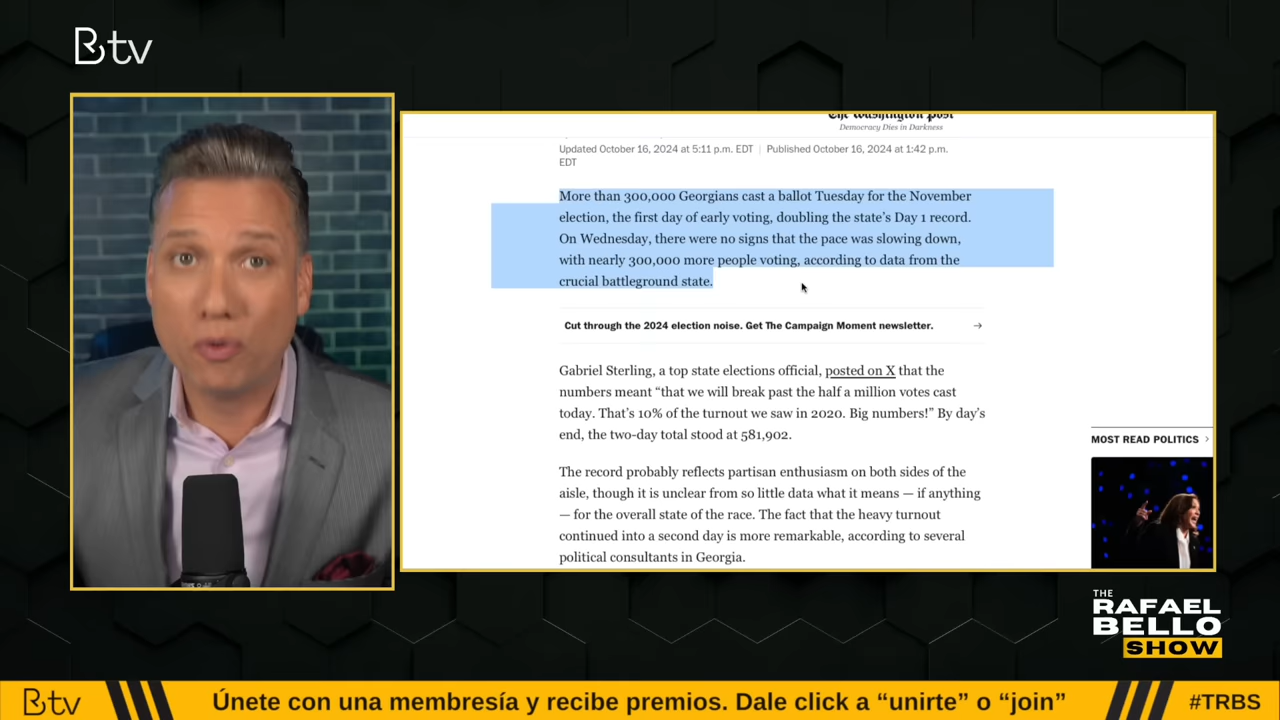 Btv
The Washington Post
Democracy Dies in Darkness
Updated October 16, 2024 at 5:11 p.m. EDT | Published October 16, 2024 at 1:42 p.m.
EDT
More than 300,000 Georgians cast a ballot Tuesday for the November
election, the first day of early voting, doubling the state’s Day 1 record.
On Wednesday, there were no signs that the pace was slowing down,
with nearly 300,000 more people voting, according to data from the
crucial battleground state.
Cut through the 2024 election noise. Get The Campaign Moment newsletter. →
Gabriel Sterling, a top state elections official, posted on X that the
numbers meant “that we will break past the half a million votes cast
today. That’s 10% of the turnout we saw in 2020. Big numbers!” By day’s
end, the two-day total stood at 581,902.
The record probably reflects partisan enthusiasm on both sides of the
aisle, though it is unclear from so little data what it means — if anything
— for the overall state of the race. The fact that the heavy turnout
continued into a second day is more remarkable, according to several
political consultants in Georgia.
MOST READ POLITICS >
THE
RAFAEL
BELLO
SHOW
Btv
Únete con una membresía y recibe premios. Dale click a “unirte” o “join”
#TRBS